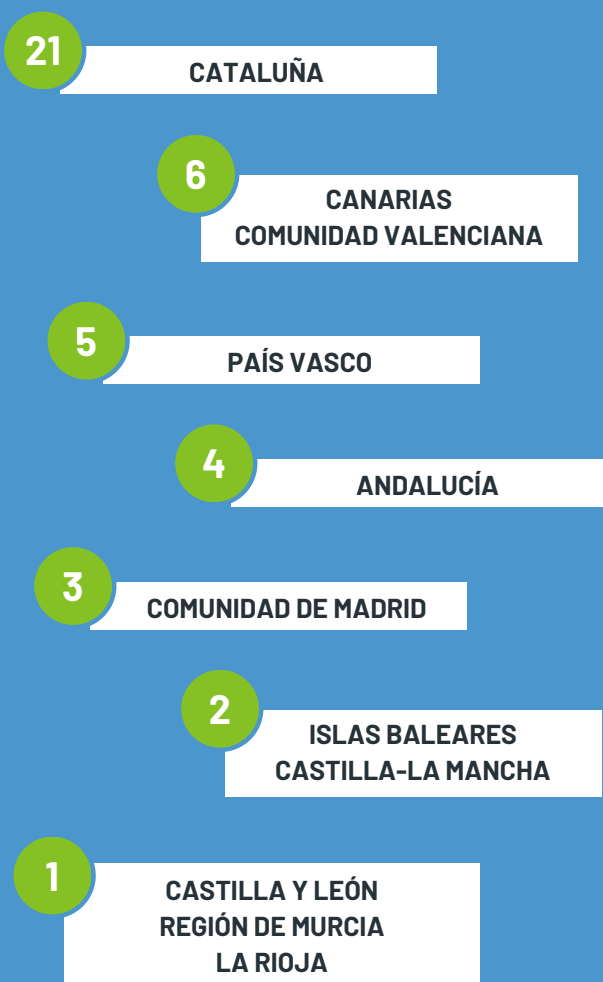 21
CATALUÑA
6
CANARIAS
COMUNIDAD VALENCIANA
5
PAÍS VASCO
4
ANDALUCÍA
3
COMUNIDAD DE MADRID
2
ISLAS BALEARES
CASTILLA-LA MANCHA
1
CASTILLA Y LEÓN
REGIÓN DE MURCIA
LA RIOJA